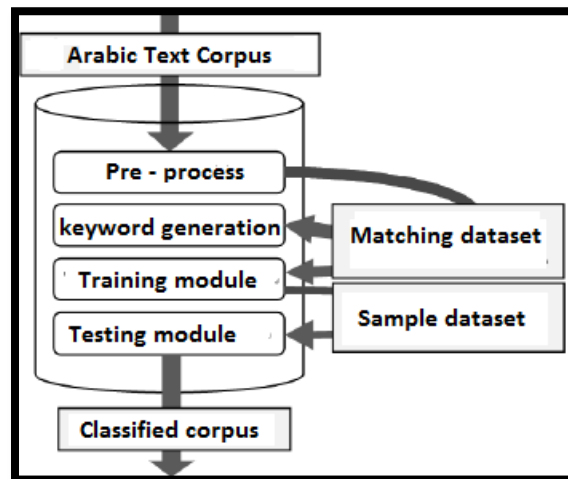 Arabic Text Corpus
Pre - process
keyword generation
Matching dataset
Training module
Sample dataset
Testing module
Classified corpus